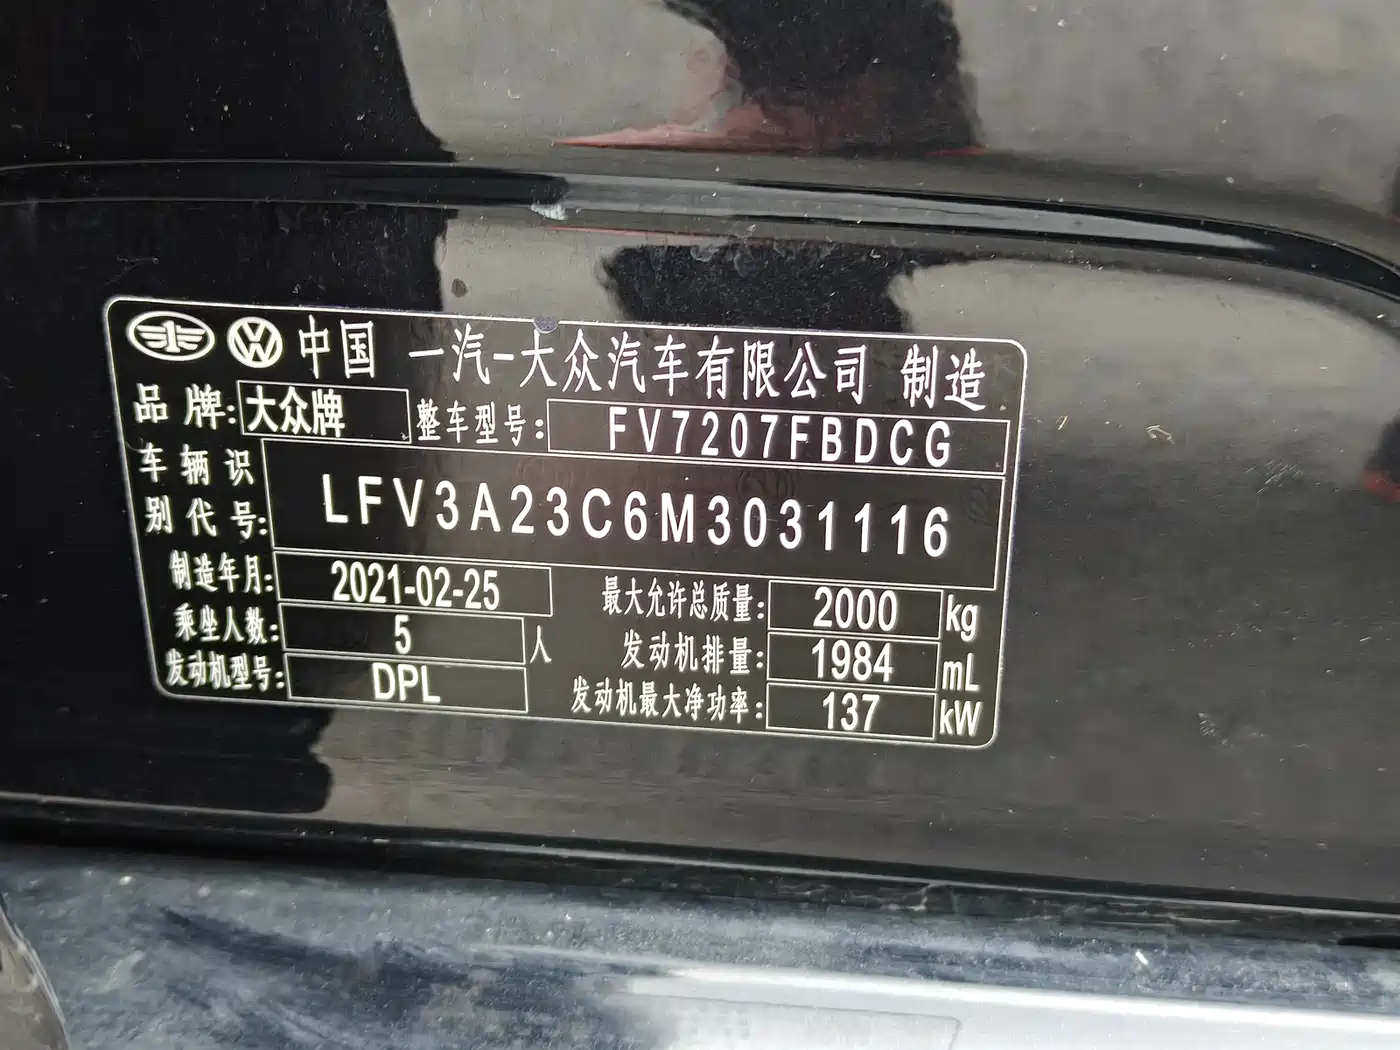 中国 一汽-大众汽车有限公司 制造
品 牌: 大众牌 整车型号: FV7207FBDCG
车辆识别代号: LFV3A23C6M3031116
制造年月: 2021-02-25 最大允许总质量: 2000 kg
乘坐人数: 5 人 发动机排量: 1984 mL
发动机型号: DPL 发动机最大净功率: 137 kW